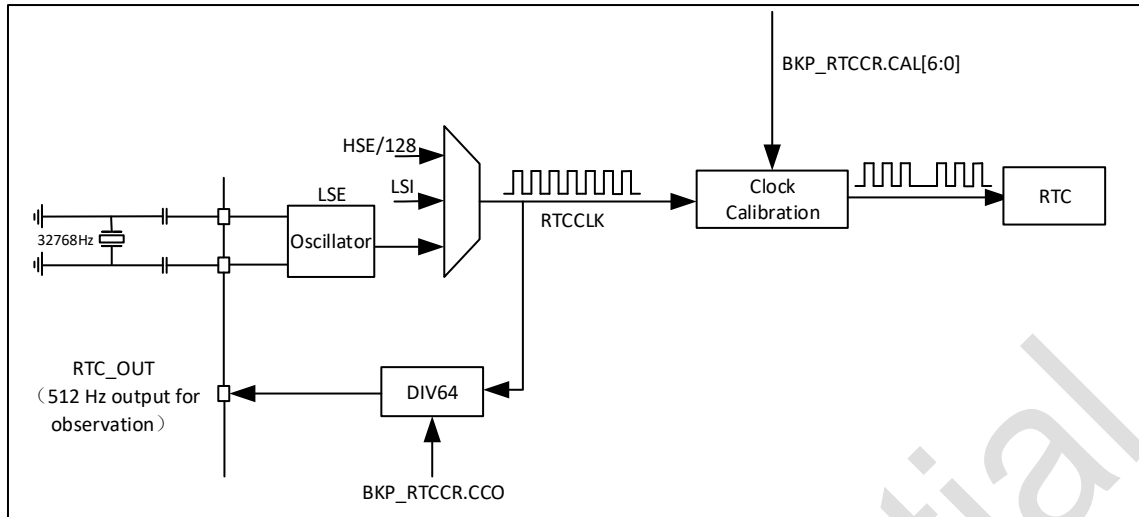 BKP_RTCCR.CAL[6:0]
HSE/128
LSI
LSE
Oscillator
32768Hz
RTCCLK
Clock
Calibration
RTC
RTC_OUT
（512 Hz output for
observation）
DIV64
BKP_RTCCR.CCO
tial